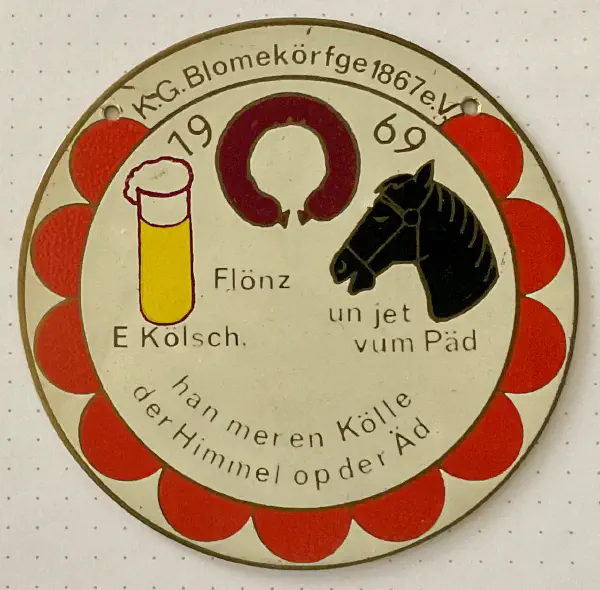 K.G. Blomekörfge 1867 e.V.
19 69
Flönz
E Kölsch,
un jet
vum Päd
han mer en Kölle
der Himmel op der Äd